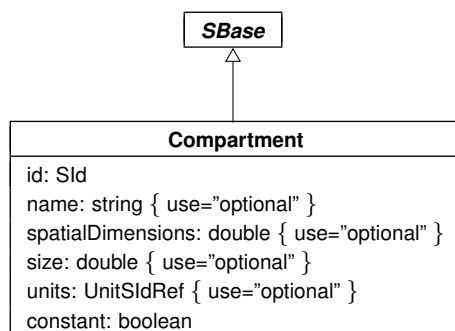 SBase
Compartment
id: SId
name: string { use="optional" }
spatialDimensions: double { use="optional" }
size: double { use="optional" }
units: UnitSIdRef { use="optional" }
constant: boolean